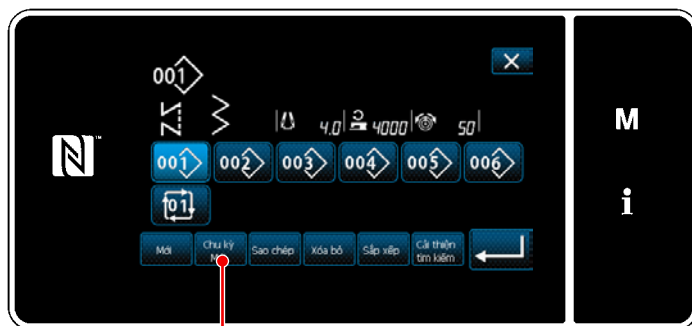 001
4.0 4000 50
M
001 002 003 004 005 006
i
01
Mới Chu kỳ Sao chép Xóa bỏ Sắp xếp Cải thiện
tìm kiếm